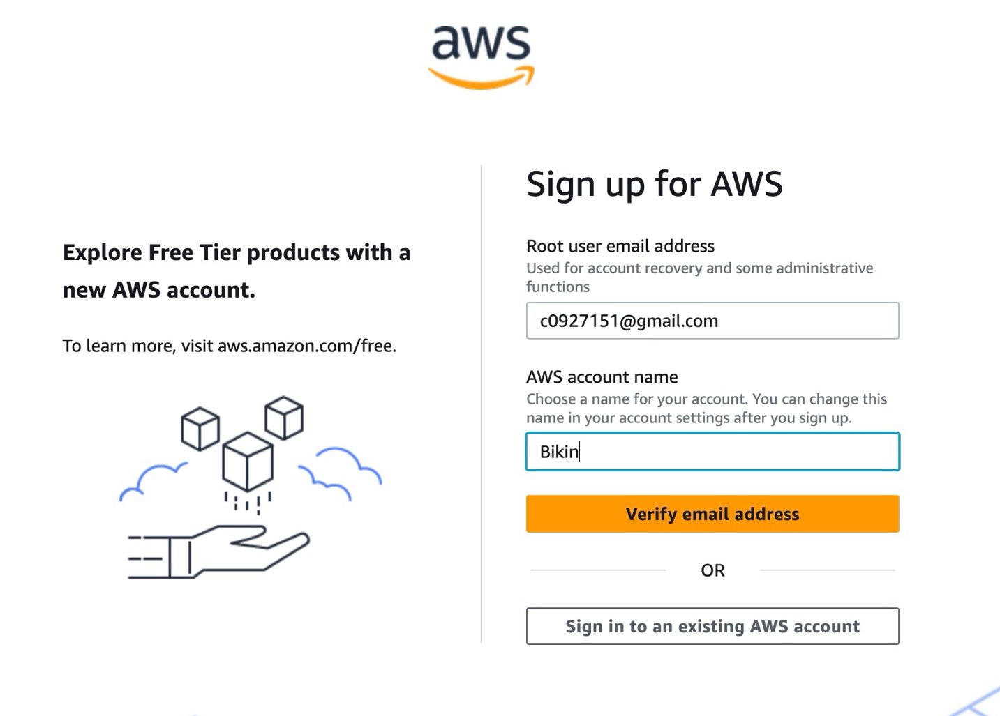 aws
Explore Free Tier products with a
new AWS account.
To learn more, visit aws.amazon.com/free.
Sign up for AWS
Root user email address
Used for account recovery and some administrative
functions
c0927151@gmail.com
AWS account name
Choose a name for your account. You can change this
name in your account settings after you sign up.
Bikin
Verify email address
OR
Sign in to an existing AWS account